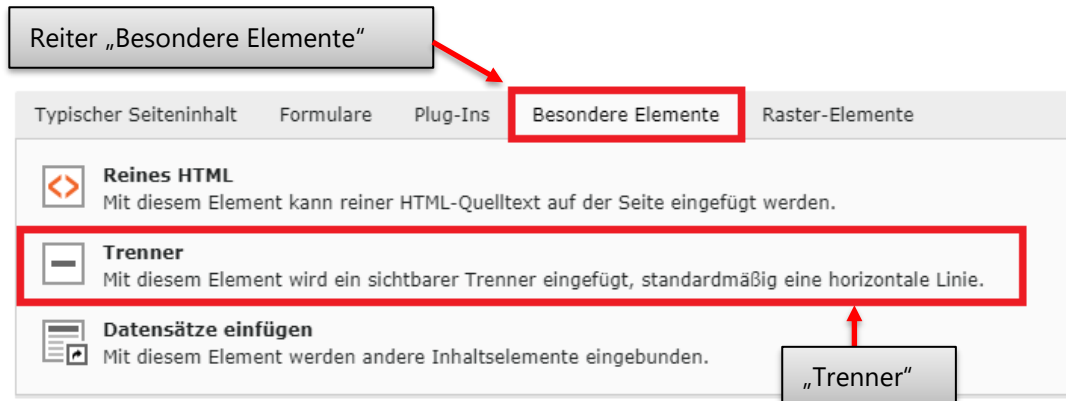 Reiter „Besondere Elemente“
Typischer Seiteninhalt Formulare Plug-Ins Besondere Elemente Raster-Elemente
Reines HTML
Mit diesem Element kann reiner HTML-Quelltext auf der Seite eingefügt werden.
Trenner
Mit diesem Element wird ein sichtbarer Trenner eingefügt, standardmäßig eine horizontale Linie.
Datensätze einfügen
Mit diesem Element werden andere Inhaltselemente eingebunden.
„Trenner“